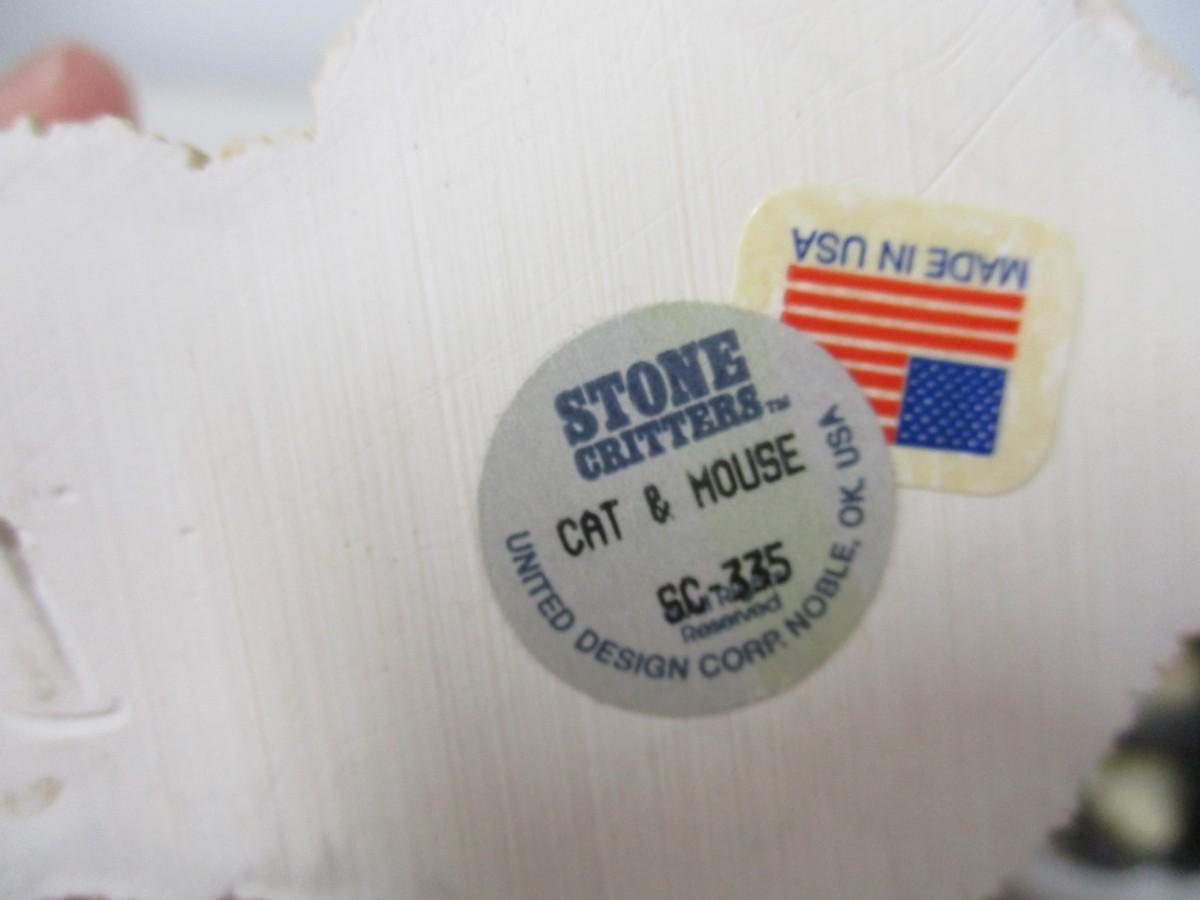 MADE IN USA
STONE
CRITTERS™
CAT & MOUSE
SC-335
Reserved
UNITED DESIGN CORP. NOBLE, OK. USA